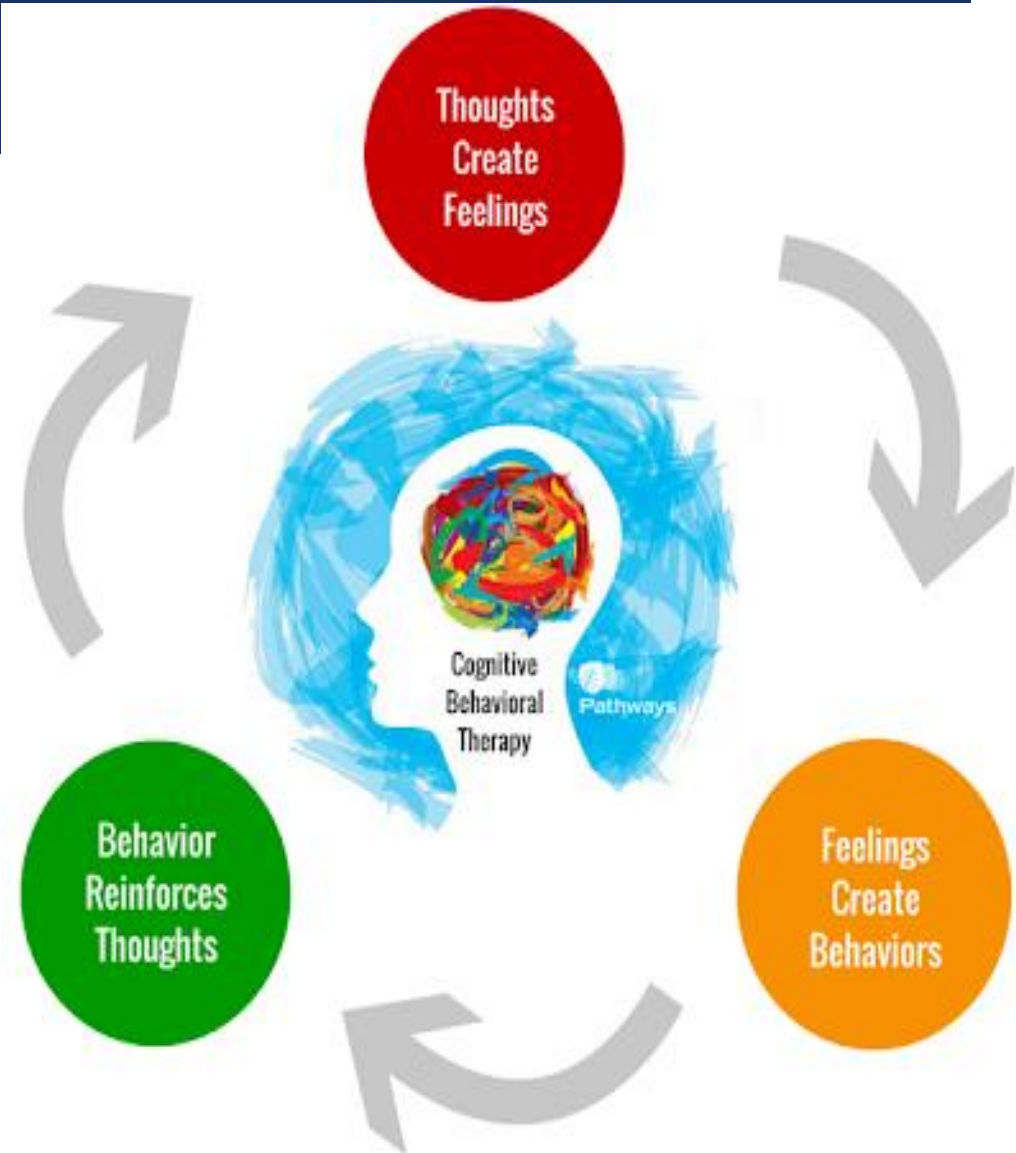 Thoughts
Create
Feelings
Cognitive
Behavioral
Therapy
Pathways
Behavior
Reinforces
Thoughts
Feelings
Create
Behaviors